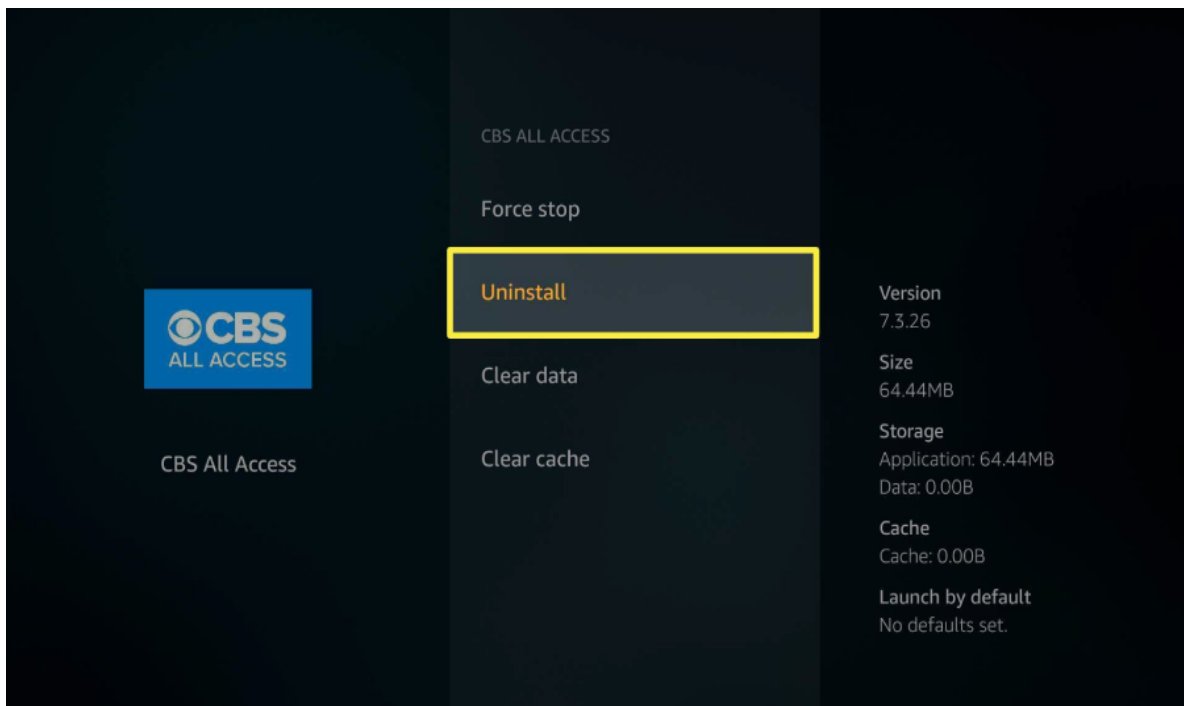 CBS ALL ACCESS
Force stop
Uninstall
Clear data
Clear cache
CBS
ALL ACCESS
CBS All Access
Version
7.3.26
Size
64.44MB
Storage
Application: 64.44MB
Data: 0.00B
Cache
Cache: 0.00B
Launch by default
No defaults set.